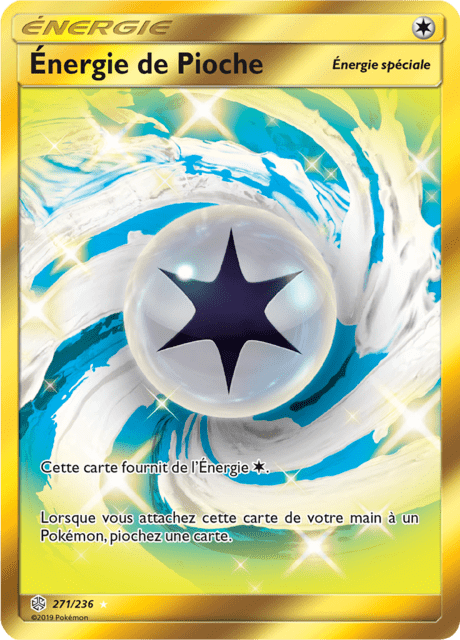 ÉNERGIE
Énergie de Pioche
Énergie spéciale
Cette carte fournit de l'Énergie.
Lorsque vous attachez cette carte de votre main à un
Pokémon, piochez une carte.
271/236
©2019 Pokémon